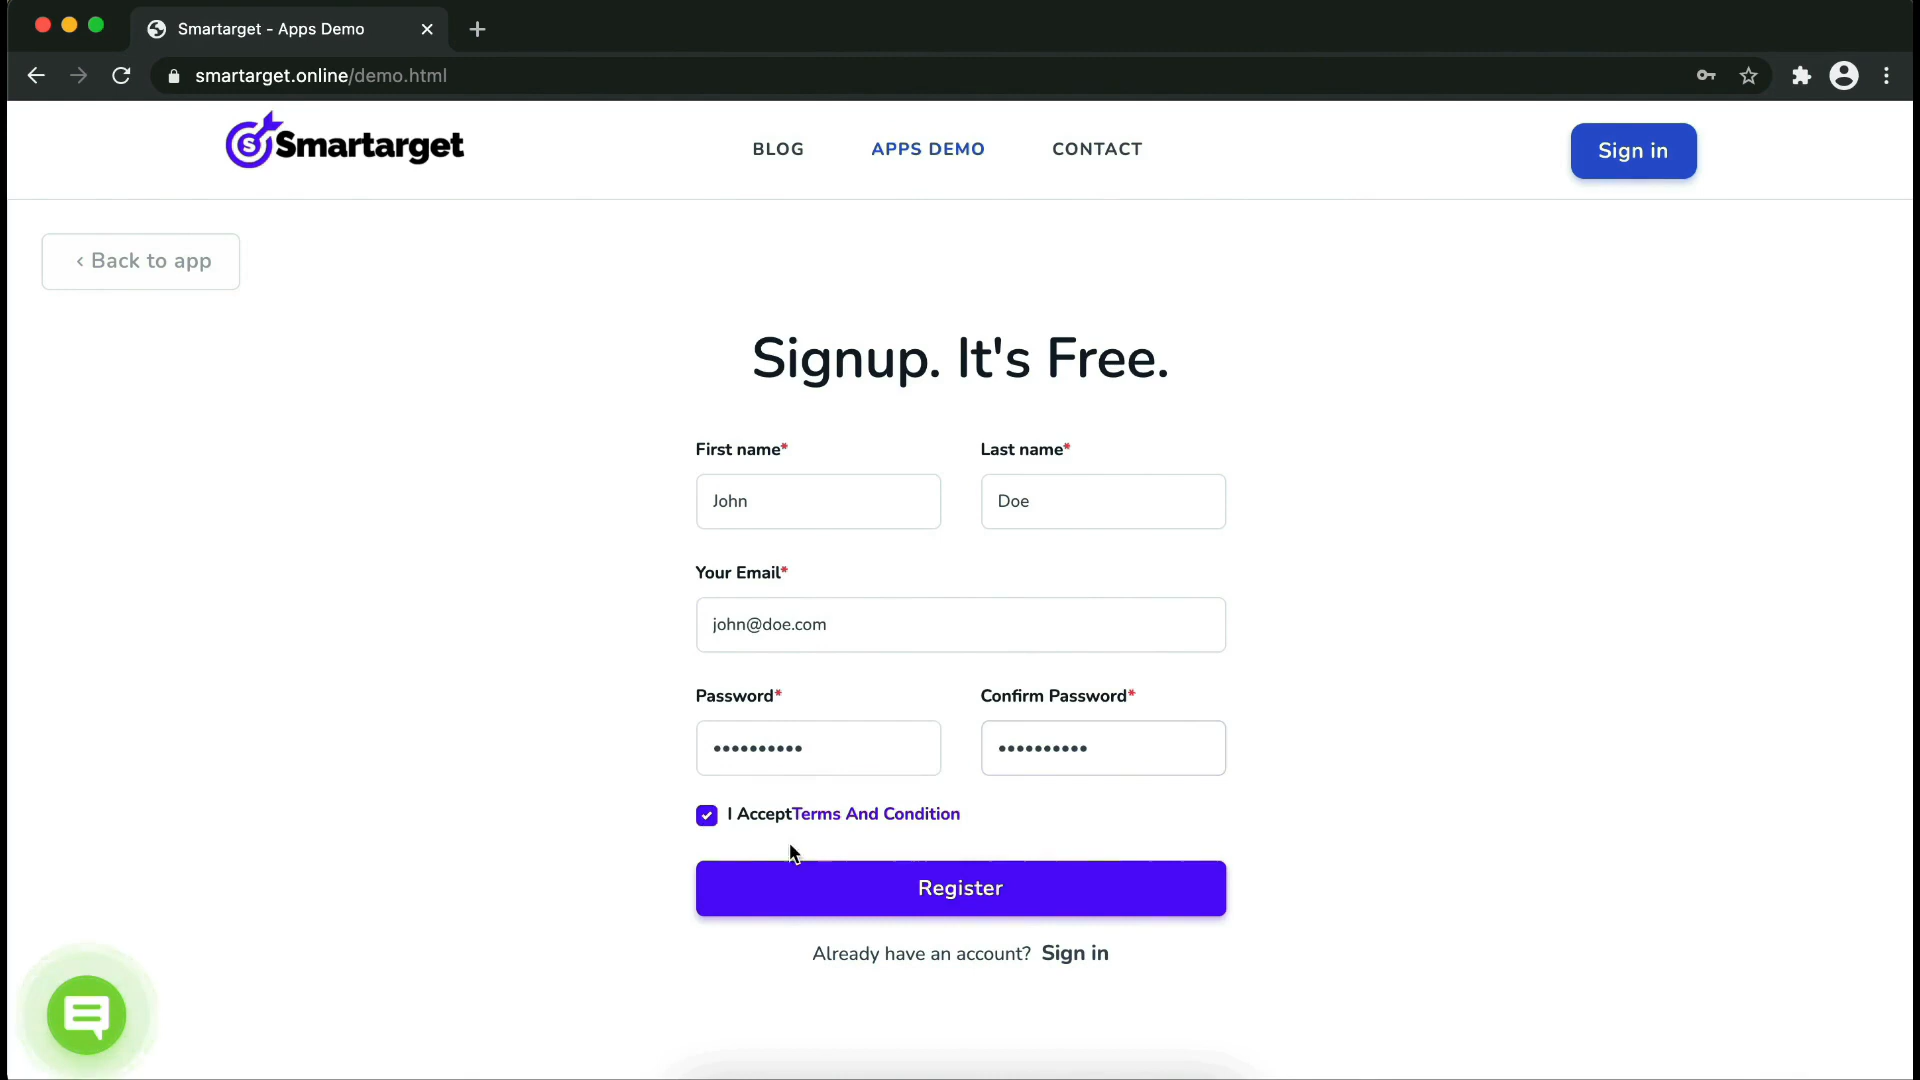 Smartarget - Apps Demo
smartarget.online/demo.html
Smartarget
BLOG
APPS DEMO
CONTACT
Sign in
‹ Back to app
Signup. It's Free.
First name*
Last name*
John
Doe
Your Email*
john@doe.com
Password*
Confirm Password*
••••••••••
••••••••••
I AcceptTerms And Condition
Register
Already have an account? Sign in